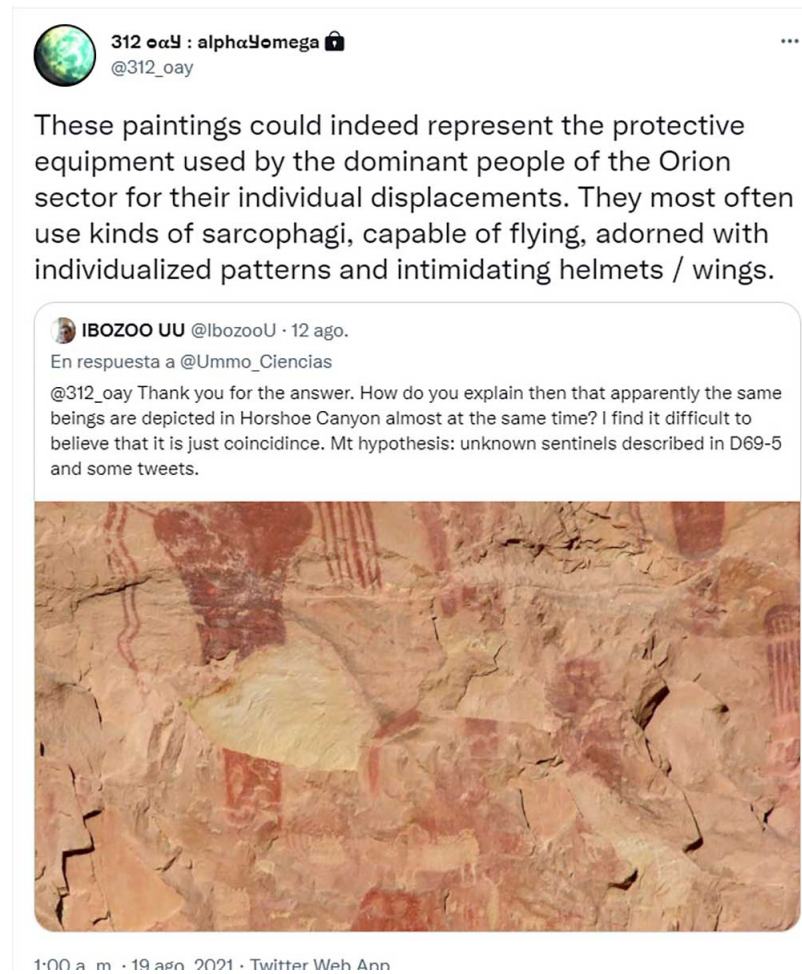 312 oαY : alphαYomega
@312_oay
These paintings could indeed represent the protective
equipment used by the dominant people of the Orion
sector for their individual displacements. They most often
use kinds of sarcophagi, capable of flying, adorned with
individualized patterns and intimidating helmets / wings.
IBOZOO UU @IbozooU · 12 ago.
En respuesta a @Ummo_Ciencias
@312_oay Thank you for the answer. How do you explain then that apparently the same
beings are depicted in Horshoe Canyon almost at the same time? I find it difficult to
believe that it is just coincidence. Mt hypothesis: unknown sentinels described in D69-5
and some tweets.
1:00 a. m. · 19 ago. 2021 · Twitter Web App